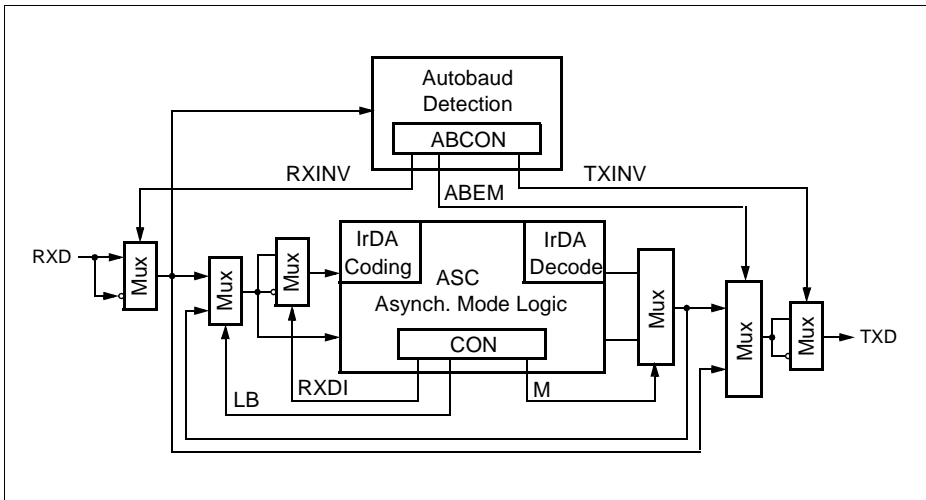 Autobaud
Detection
ABCON
RXINV
ABEM
TXINV
RXD
Mux
Mux
Mux
IrDA
Coding
ASC
Asynch. Mode Logic
IrDA
Decode
CON
Mux
Mux
Mux
TXD
LB
RXDI
M